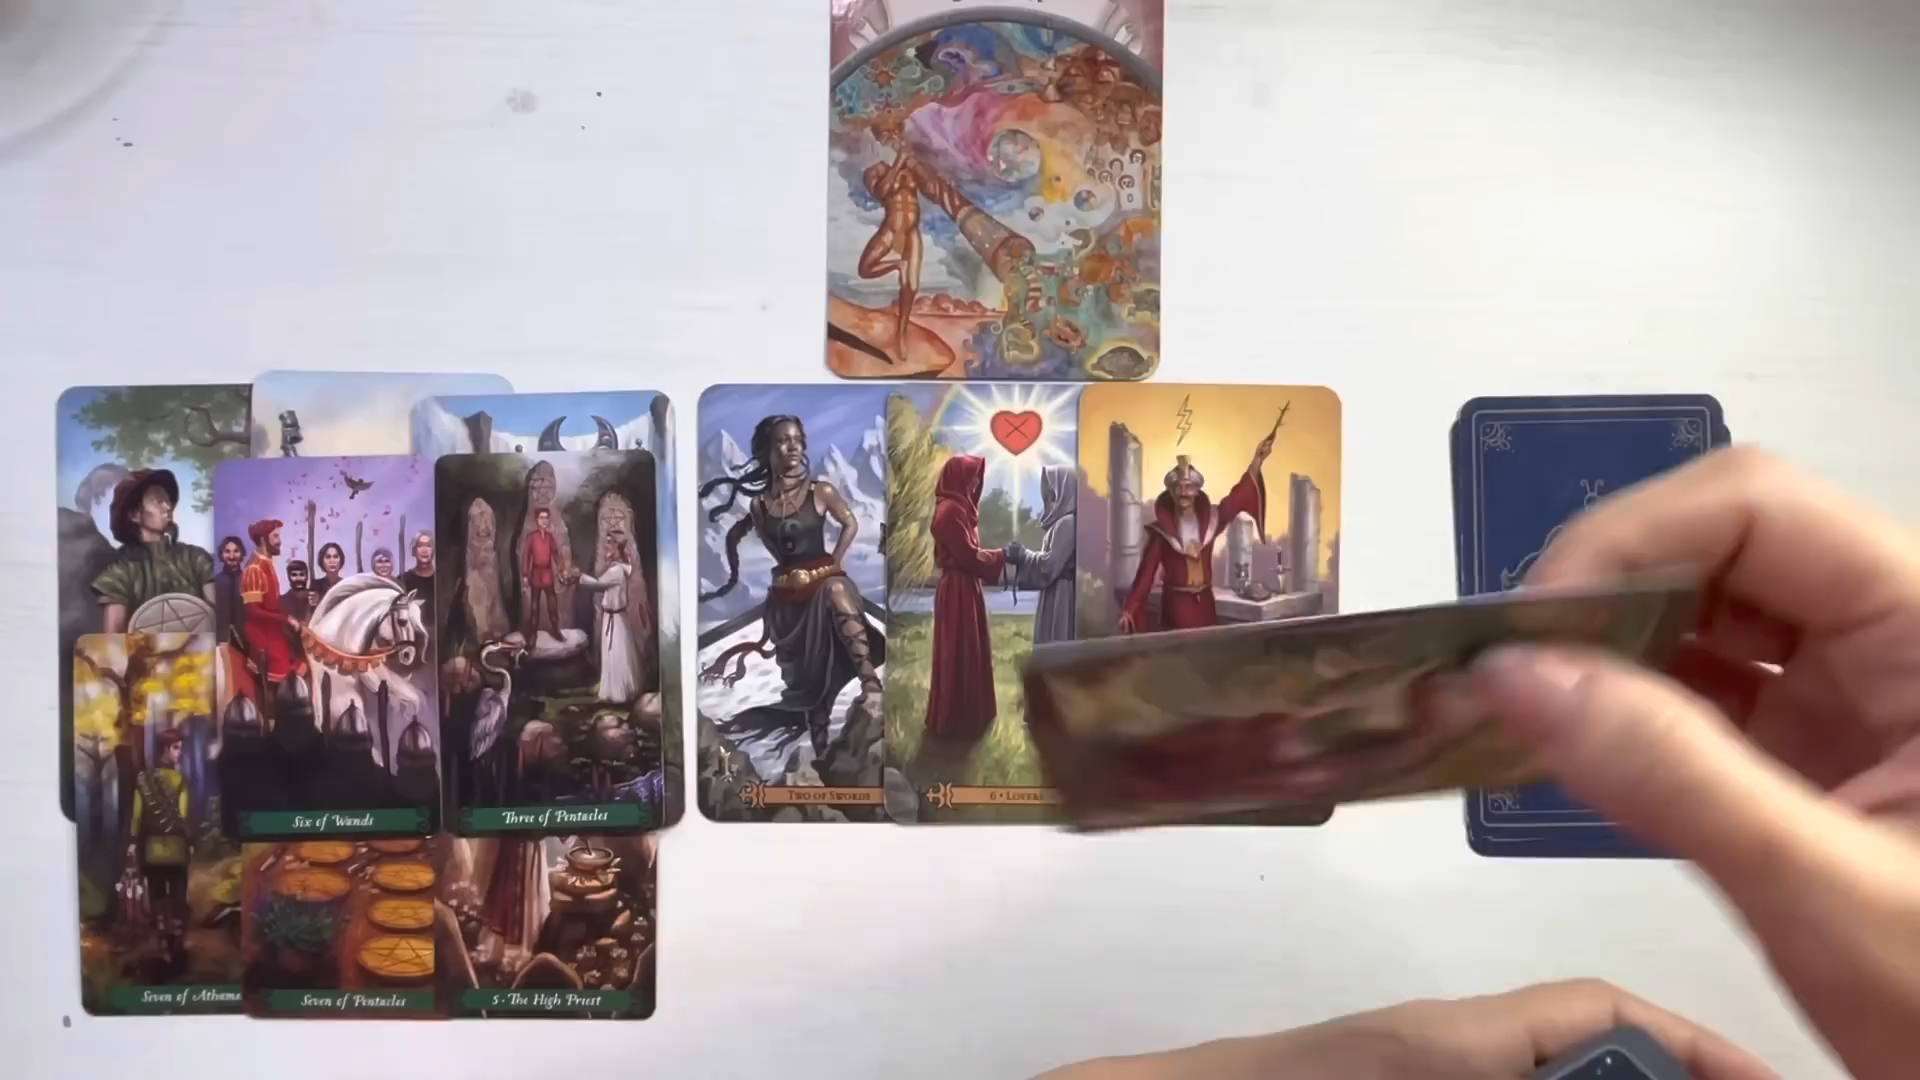 Two of Swords
6 • Lovers
Six of Wands
Three of Pentacles
Seven of Athame
Seven of Pentacles
5 • The High Priest